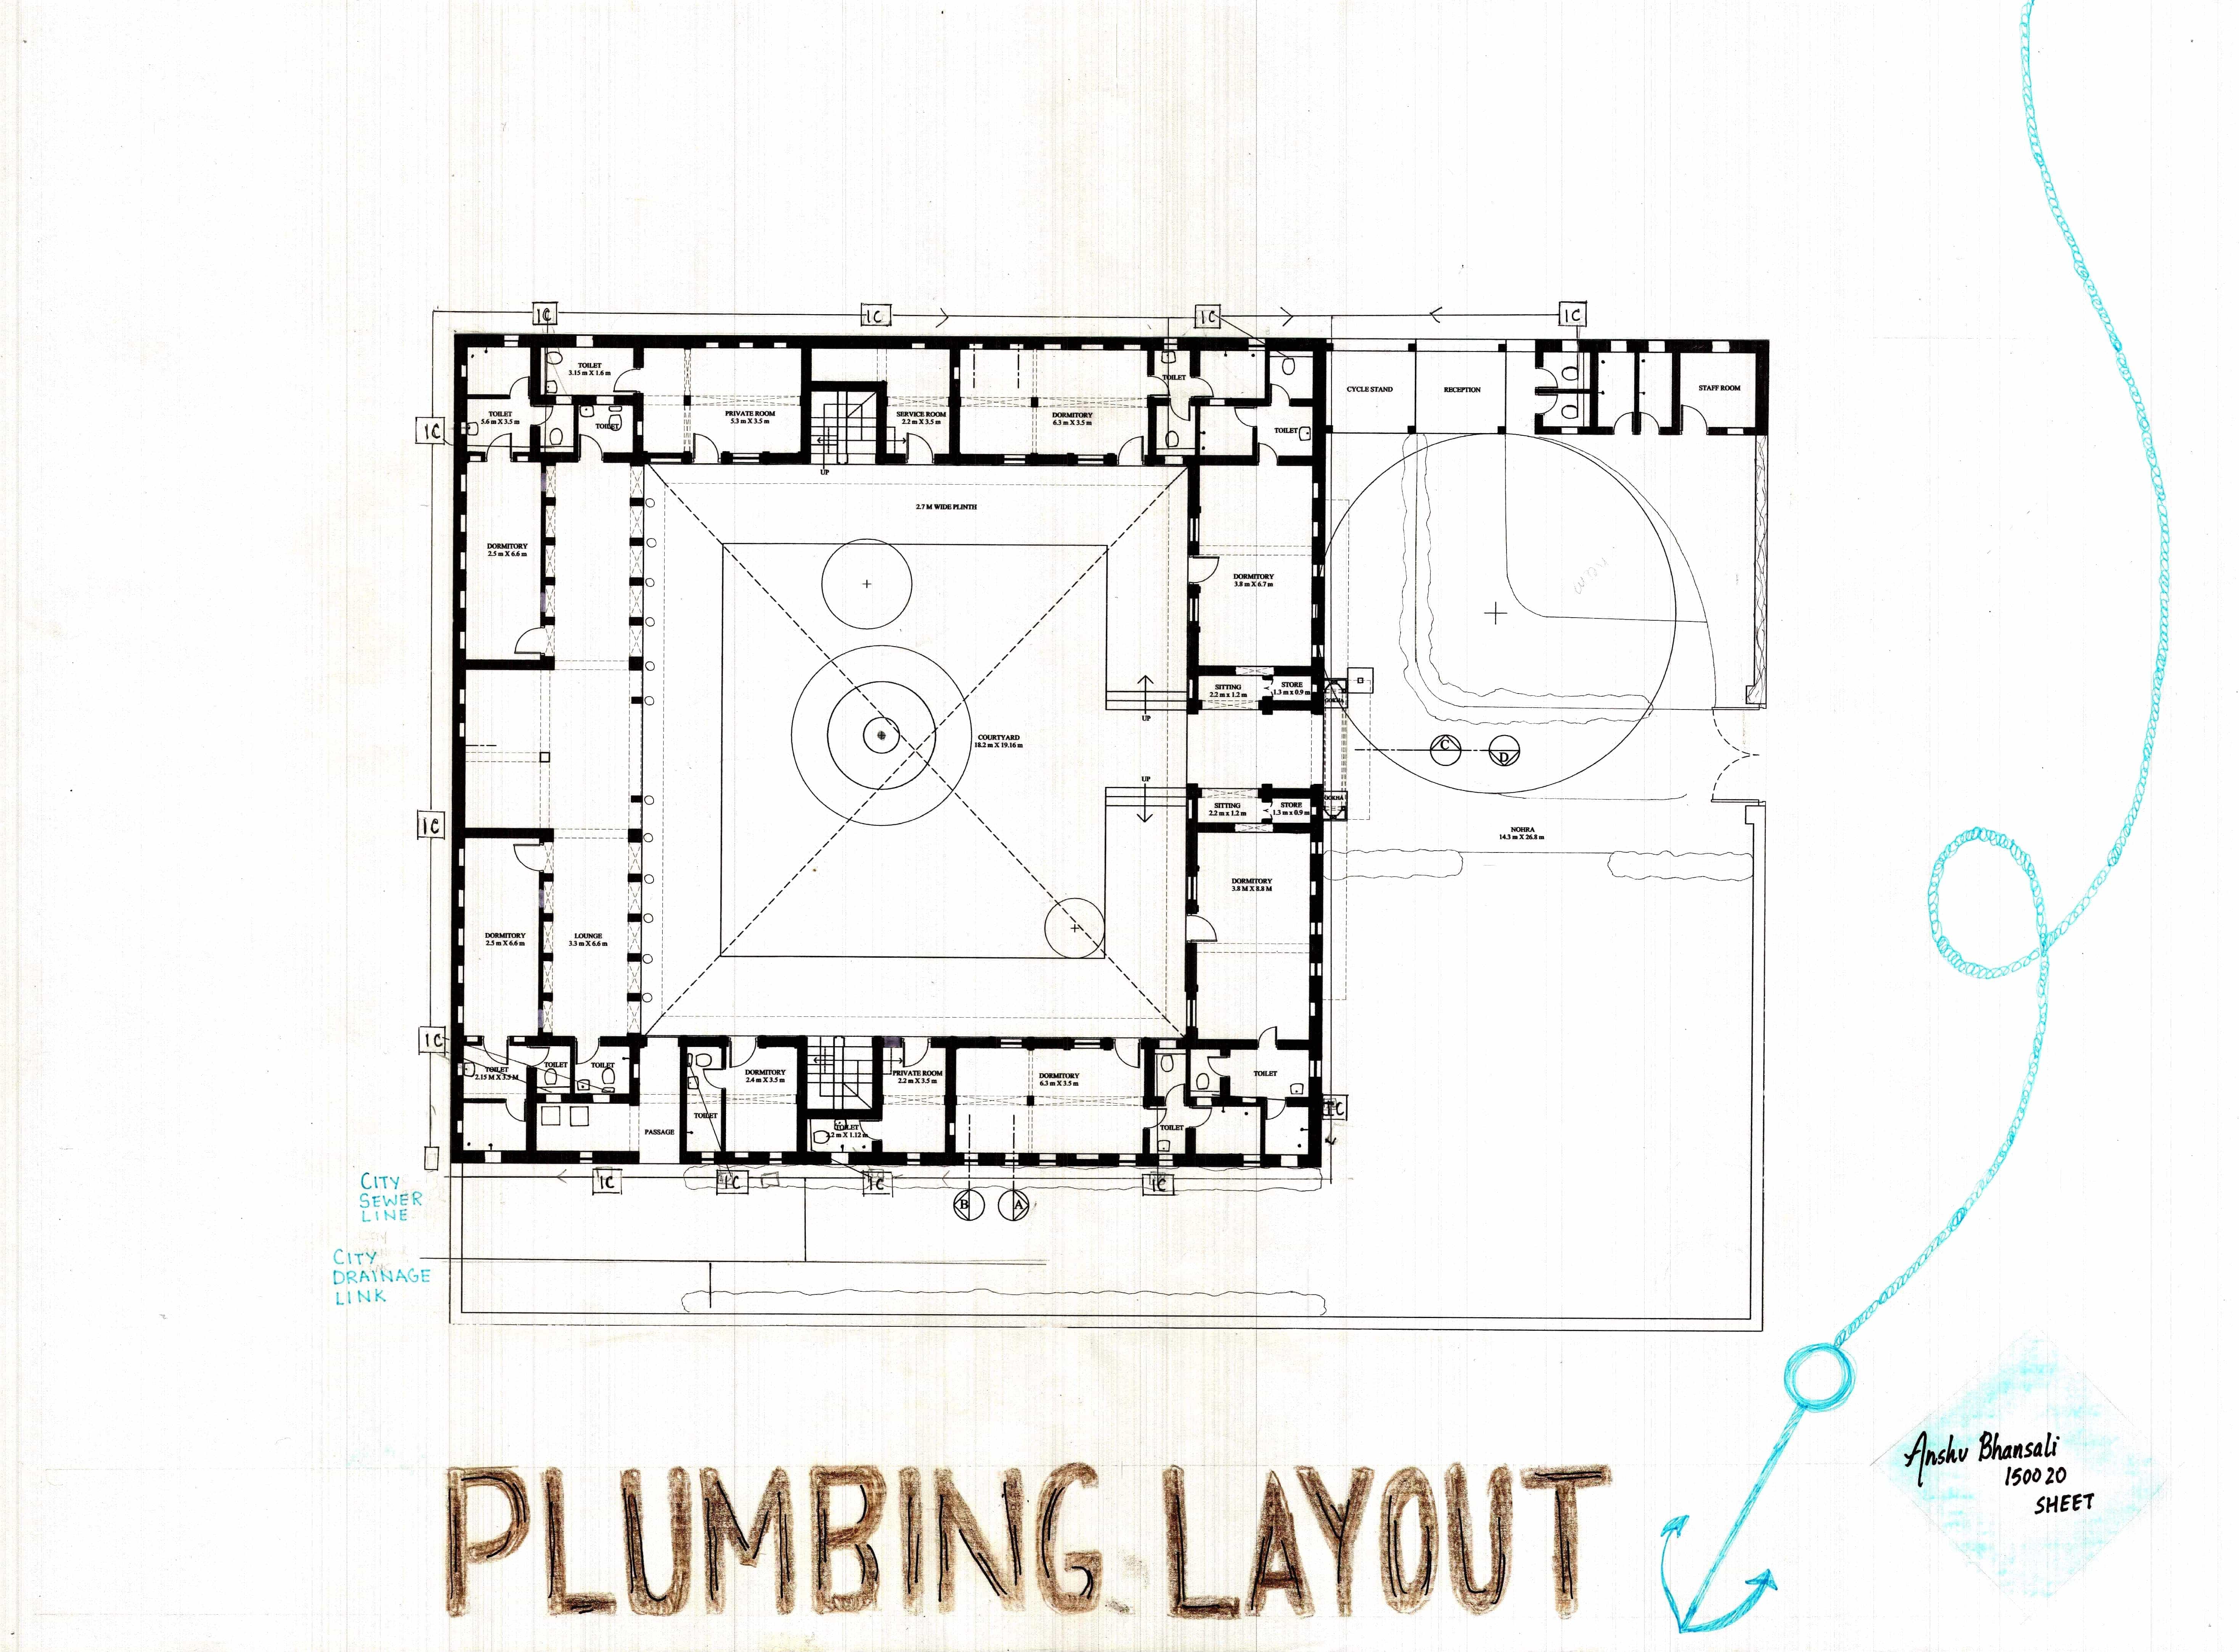 IC
IC
IC
IC
TOILET
3.15 m X 1.6 m
TOILET
5.6 m X 3.5 m
TOILET
PRIVATE ROOM
5.3 m X 3.5 m
SERVICE ROOM
2.2 m X 3.5 m
DORMITORY
6.3 m X 3.5 m
TOILET
TOILET
CYCLE STAND
RECEPTION
STAFF ROOM
IC
UP
2.7 M WIDE PLINTH
DORMITORY
2.5 m X 6.6 m
DORMITORY
3.8 m X 6.7 m
SITTING
2.2 m x 1.2 m
STORE
1.3 m x 0.9 m
GOKHA
UP
COURTYARD
18.2 m X 19.16 m
C
D
UP
SITTING
2.2 m x 1.2 m
STORE
1.3 m x 0.9 m
GOKHA
IC
NOHRA
14.3 m X 26.8 m
DORMITORY
3.8 M X 8.8 M
DORMITORY
2.5 m X 6.6 m
LOUNGE
3.3 m X 6.6 m
IC
TOILET
2.15 M X 3.5 M
TOILET
TOILET
DORMITORY
2.4 m X 3.5 m
PRIVATE ROOM
2.2 m X 3.5 m
DORMITORY
6.3 m X 3.5 m
TOILET
TOILET
PASSAGE
TOILET
2.2 m X 1.12 m
TOILET
IC
IC
IC
IC
IC
B
A
CITY
SEWER
LINE
CITY
DRAINAGE
LINK
PLUMBING LAYOUT
Anshu Bhansali
150020
SHEET